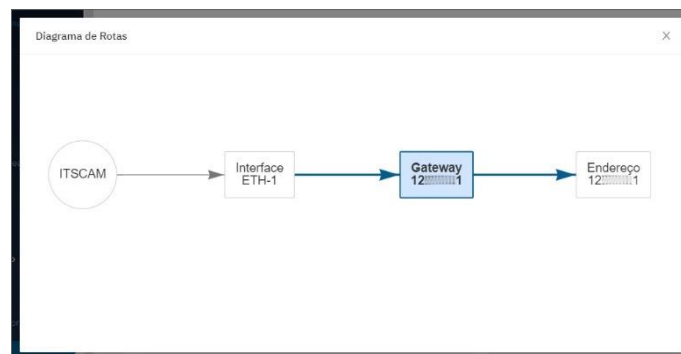 Diagrama de Rotas
ITSCAM
Interface
ETH-1
Gateway
Endereço